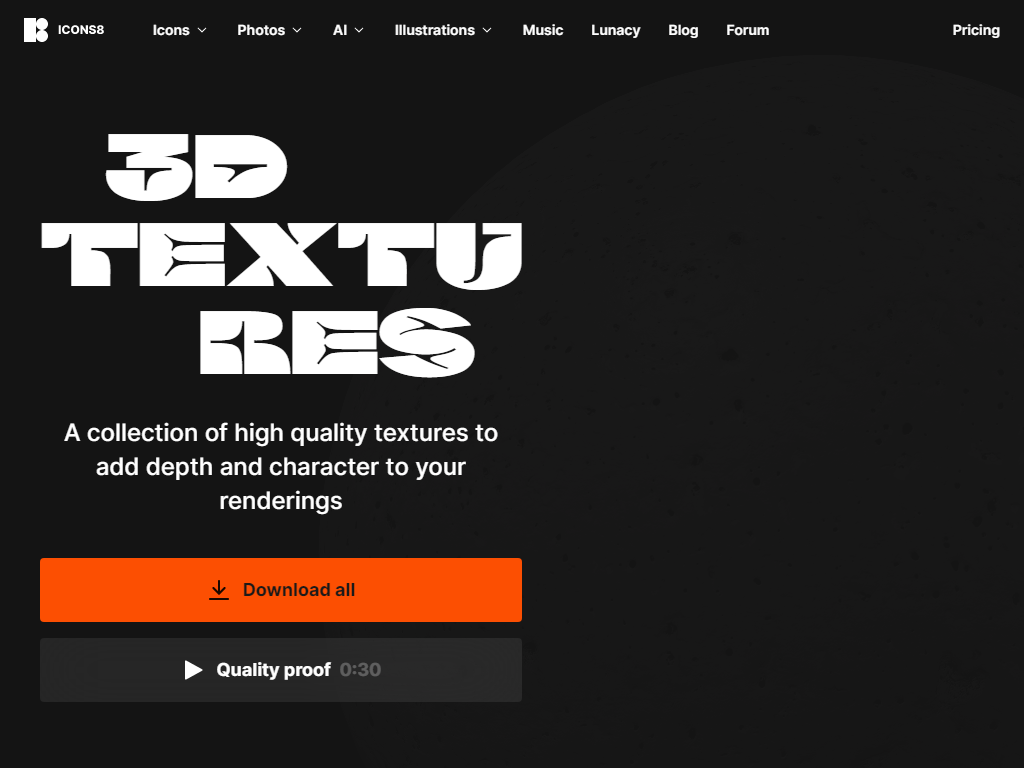 ICONS8 Icons Photos AI Illustrations Music Lunacy Blog Forum Pricing
3D
TEXTU
RES
A collection of high quality textures to
add depth and character to your
renderings
Download all
Quality proof 0:30